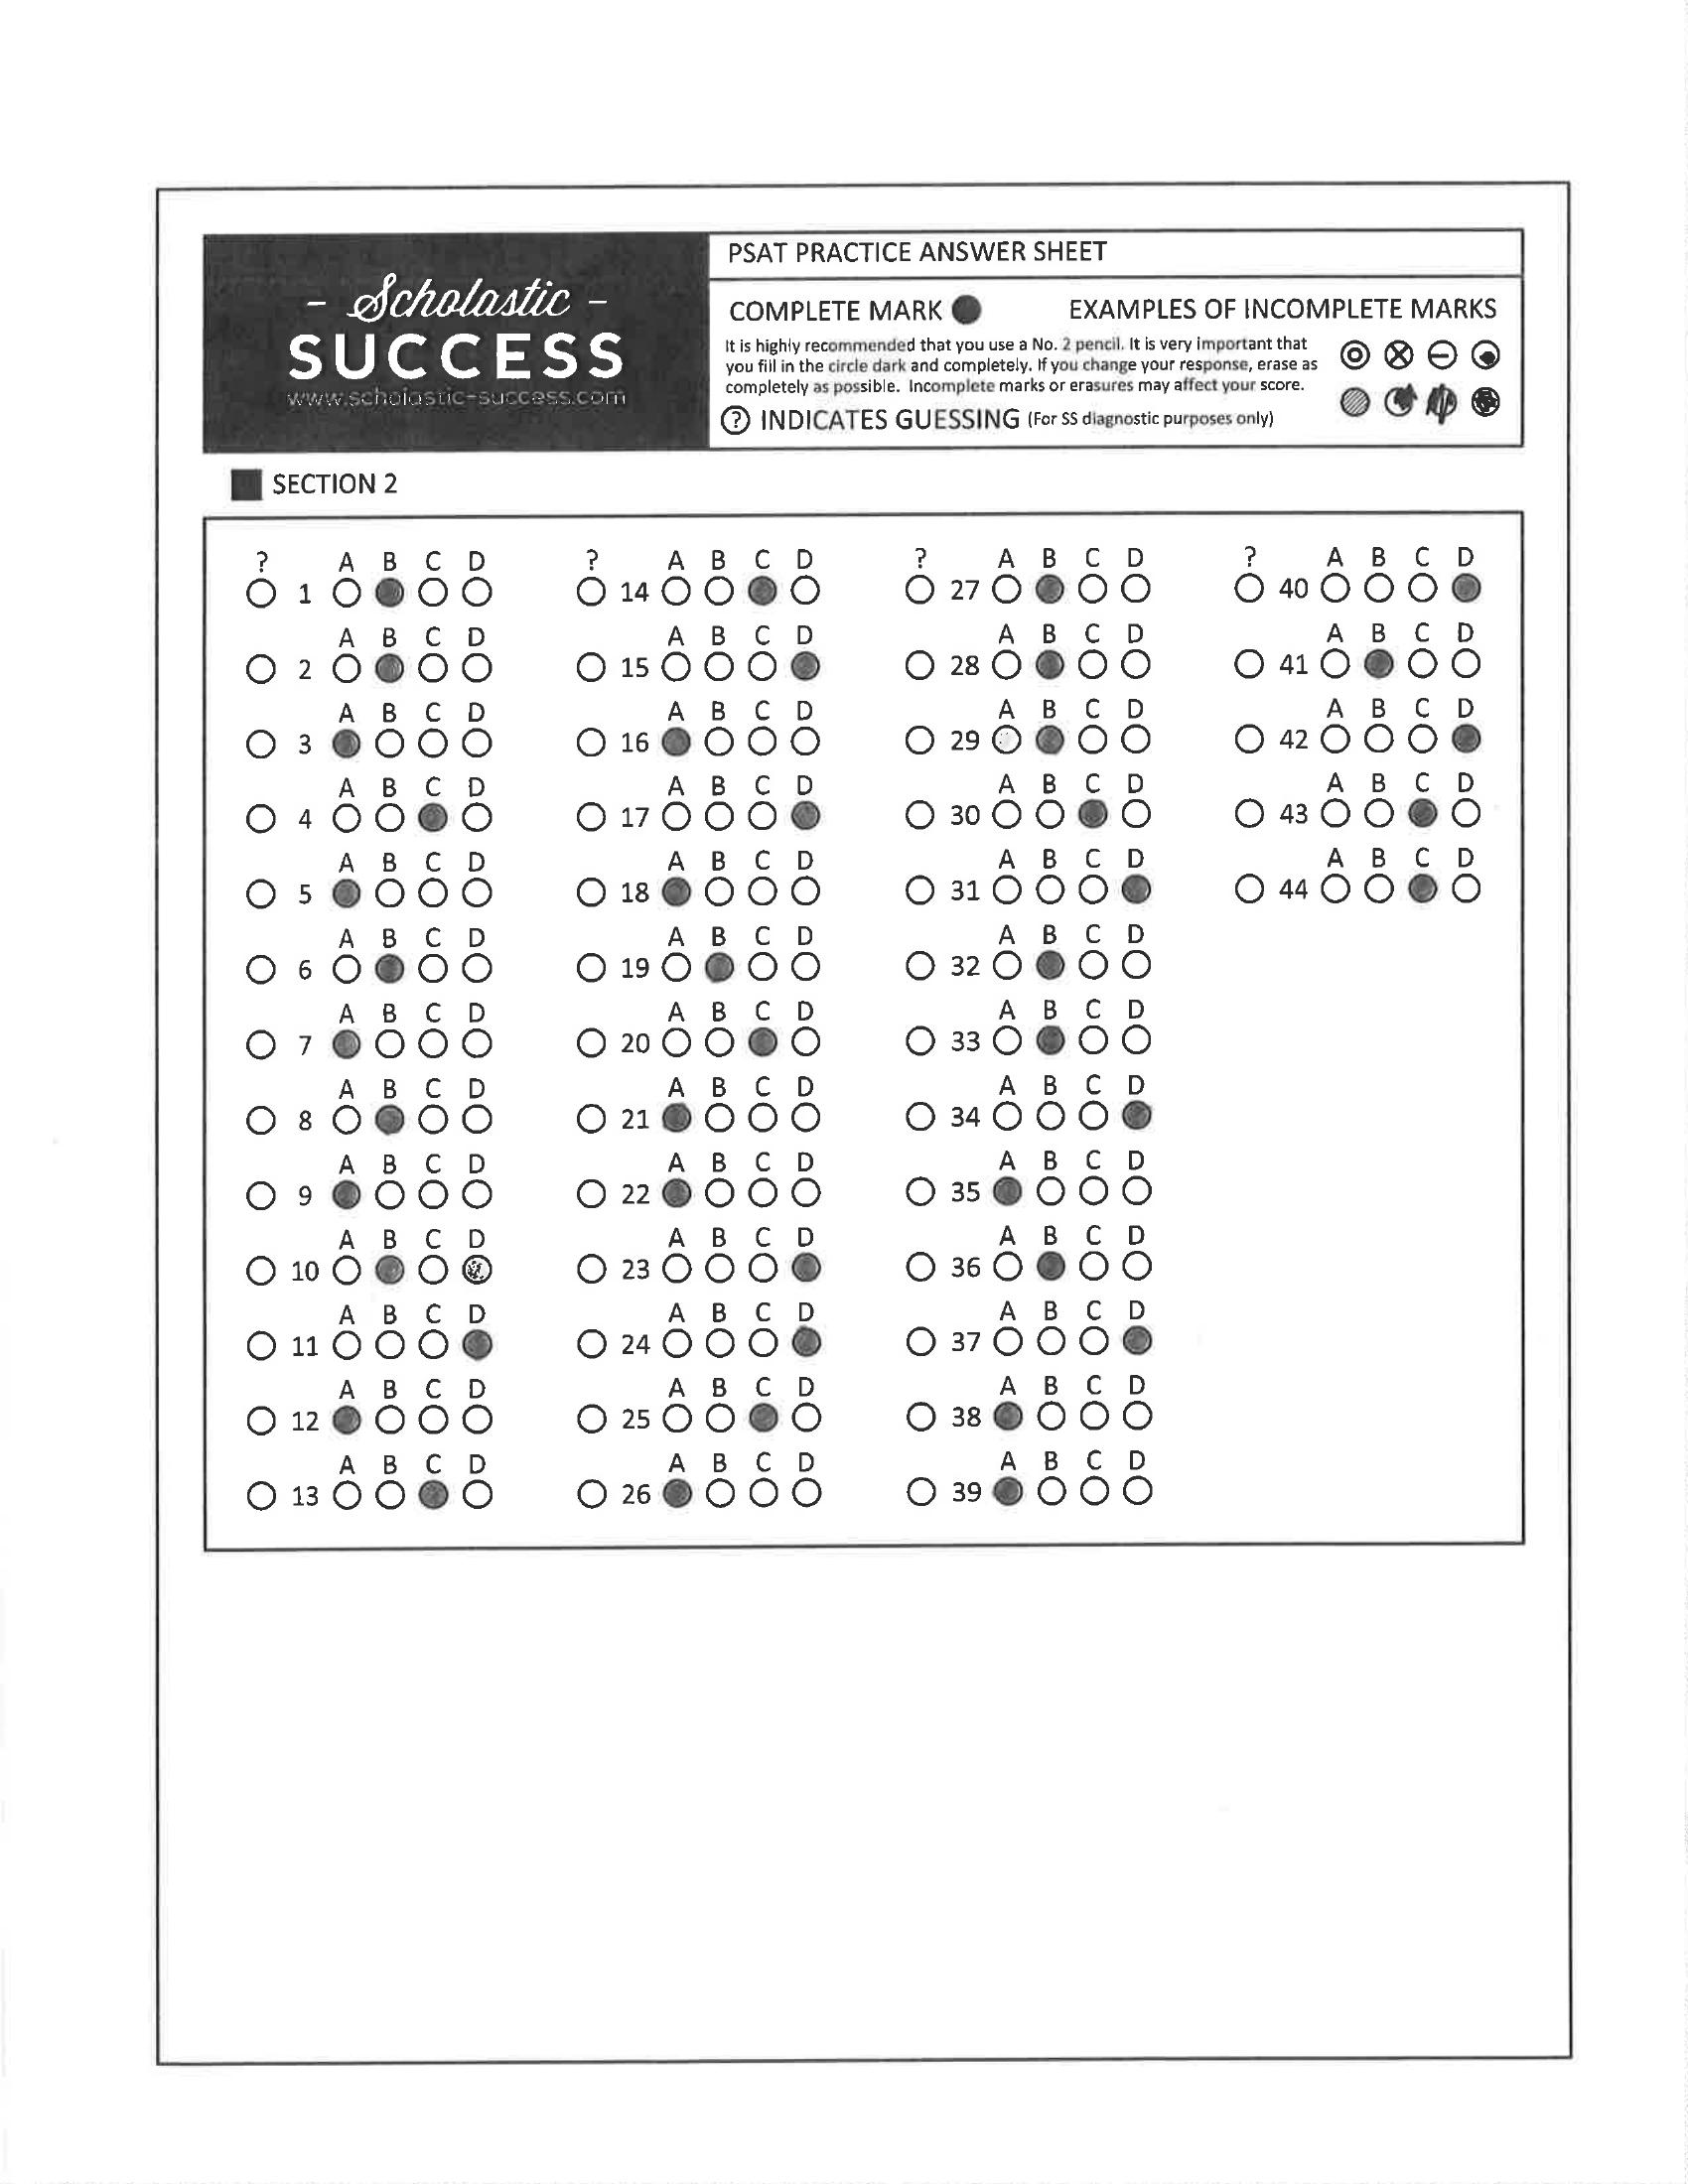 - Scholastic -
SUCCESS
www.scholastic-success.com
PSAT PRACTICE ANSWER SHEET
COMPLETE MARK EXAMPLES OF INCOMPLETE MARKS
It is highly recommended that you use a No. 2 pencil. It is very important that
you fill in the circle dark and completely. If you change your response, erase as
completely as possible. Incomplete marks or erasures may affect your score.
? INDICATES GUESSING (For SS diagnostic purposes only)
SECTION 2
? A B C D
1
A B C D
2
A B C D
3
A B C D
4
A B C D
5
A B C D
6
A B C D
7
A B C D
8
A B C D
9
A B C D
10
A B C D
11
A B C D
12
A B C D
13
? A B C D
14
A B C D
15
A B C D
16
A B C D
17
A B C D
18
A B C D
19
A B C D
20
A B C D
21
A B C D
22
A B C D
23
A B C D
24
A B C D
25
A B C D
26
? A B C D
27
A B C D
28
A B C D
29
A B C D
30
A B C D
31
A B C D
32
A B C D
33
A B C D
34
A B C D
35
A B C D
36
A B C D
37
A B C D
38
A B C D
39
? A B C D
40
A B C D
41
A B C D
42
A B C D
43
A B C D
44